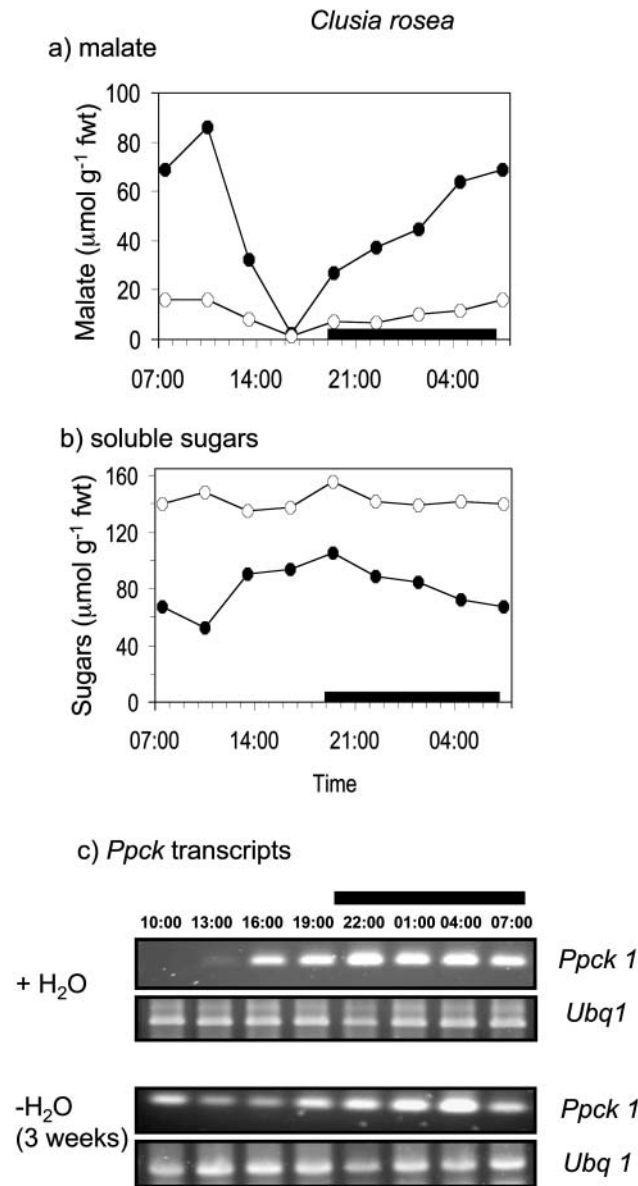 Clusia rosea
a) malate
Malate (µmol g⁻¹ fwt)
100
80
60
40
20
0
07:00 14:00 21:00 04:00
b) soluble sugars
Sugars (µmol g⁻¹ fwt)
160
120
80
40
0
07:00 14:00 21:00 04:00
Time
c) Ppck transcripts
10:00 13:00 16:00 19:00 22:00 01:00 04:00 07:00
+ H₂O
Ppck 1
Ubq1
-H₂O
(3 weeks)
Ppck 1
Ubq 1